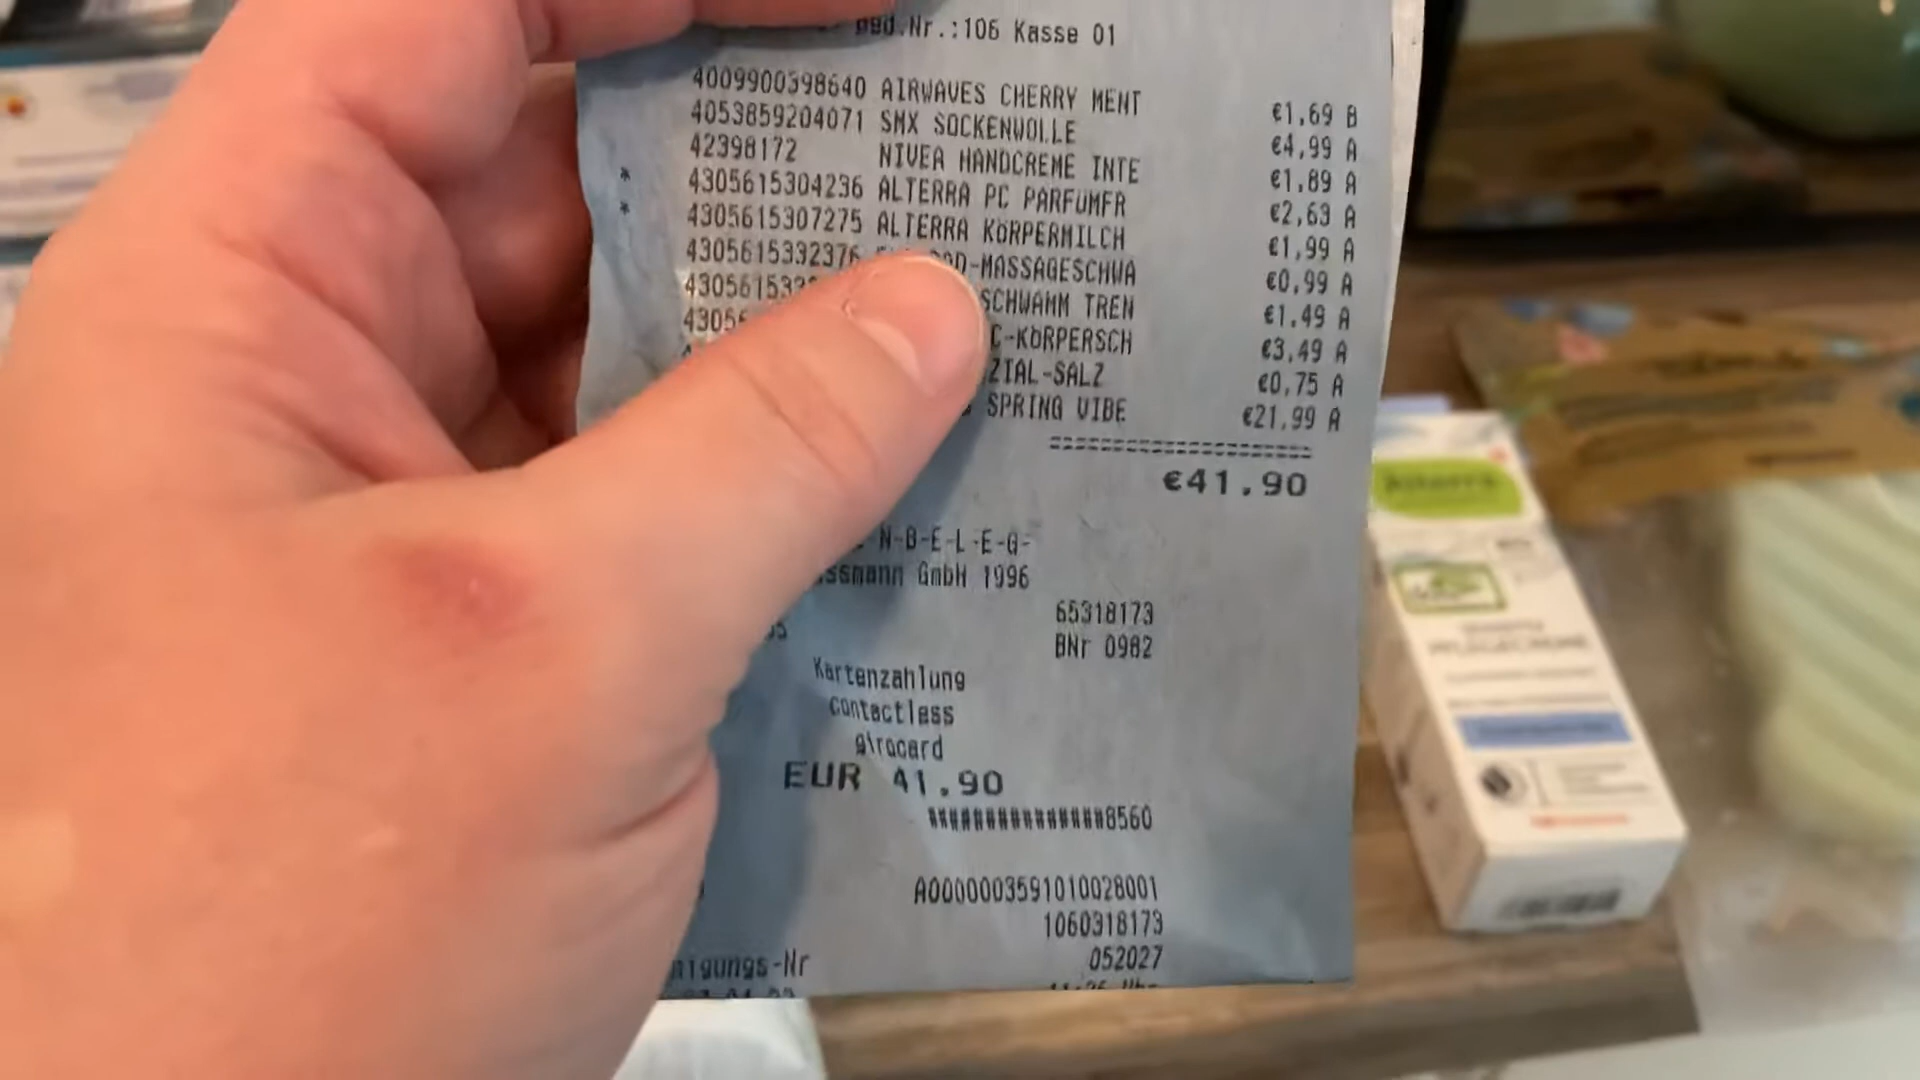 Bed.Nr.:106 Kasse 01
4009900398640 AIRWAVES CHERRY MENT €1,69 B
4053859204071 SMX SOCKENWOLLE €4,99 A
42398172 NIVEA HANDCREME INTE €1,89 A
* 4305615304236 ALTERRA PC PARFÜMFR €2,63 A
* 4305615307275 ALTERRA KÖRPERMILCH €1,99 A
4305615332376 -MASSAGESCHWA €0,99 A
SCHWAMM TREN €1,49 A
C-KÖRPERSCH €3,49 A
ZIAL-SALZ €0,75 A
SPRING VIBE €21,99 A
€41,90
N-B-E-L-E-G-
ssmann GmbH 1996
65318173
BNr 0982
Kartenzahlung
contactless
girocard
EUR 41,90
##############8560
A0000003591010028001
1060318173
nigungs-Nr 052027